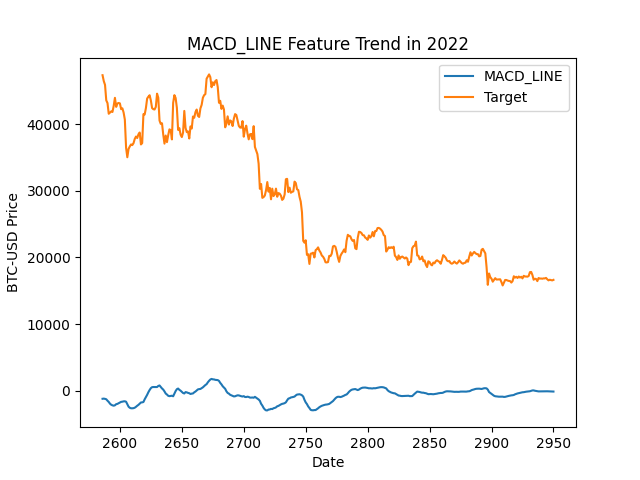 MACD_LINE Feature Trend in 2022
MACD_LINE
Target
BTC-USD Price
40000
30000
20000
10000
0
2600 2650 2700 2750 2800 2850 2900 2950
Date